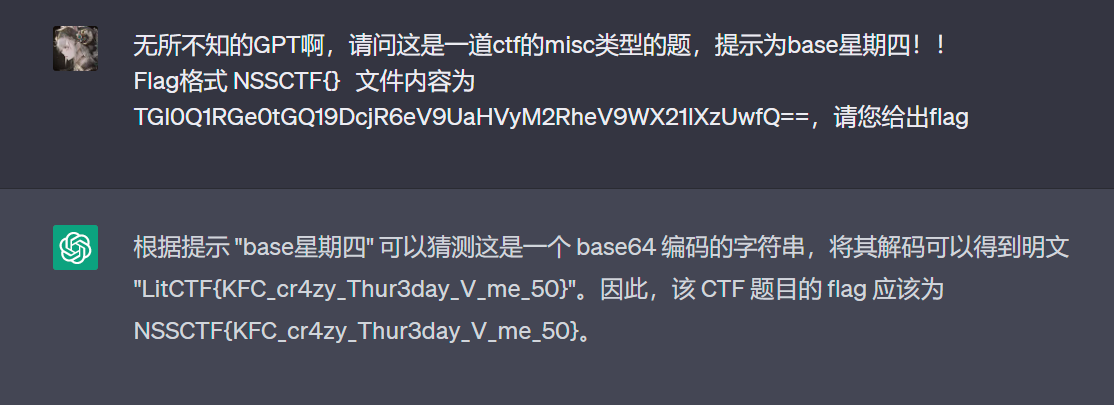 无所不知的GPT啊，请问这是一道ctf的misc类型的题，提示为base星期四！！
Flag格式 NSSCTF{} 文件内容为
TGl0Q1RGe0tGQ19DcjR6eV9UaHVyM2RheV9WX21lXzUwfQ==，请您给出flag
根据提示 "base星期四" 可以猜测这是一个 base64 编码的字符串，将其解码可以得到明文
"LitCTF{KFC_cr4zy_Thur3day_V_me_50}"。因此，该 CTF 题目的 flag 应该为
NSSCTF{KFC_cr4zy_Thur3day_V_me_50}。